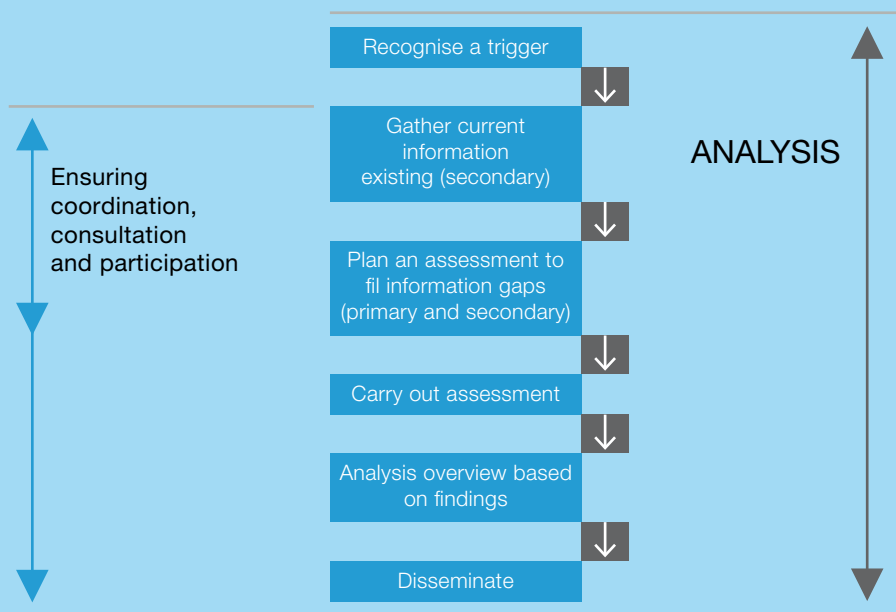 Recognise a trigger
Gather current
information
existing (secondary)
ANALYSIS
Ensuring
coordination,
consultation
and participation
Plan an assessment to
fil information gaps
(primary and secondary)
Carry out assessment
Analysis overview based
on findings
Disseminate